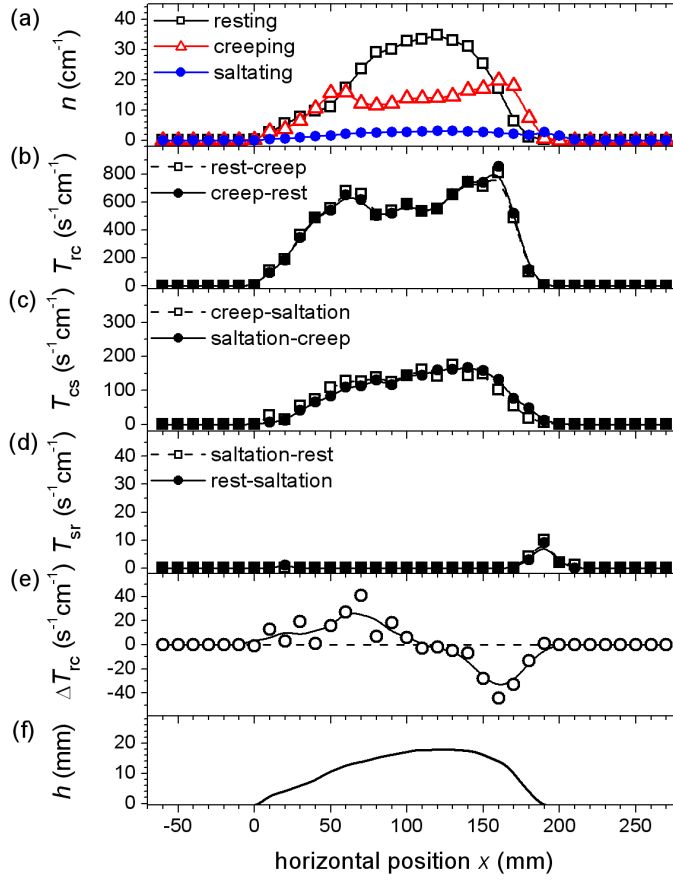 (a)
n (cm⁻¹)
40
30
20
10
0
resting
creeping
saltating
(b)
T_rc (s⁻¹cm⁻¹)
800
600
400
200
0
rest-creep
creep-rest
(c)
T_cs (s⁻¹cm⁻¹)
300
200
100
0
creep-saltation
saltation-creep
(d)
T_sr (s⁻¹cm⁻¹)
40
30
20
10
0
saltation-rest
rest-saltation
(e)
ΔT_rc (s⁻¹cm⁻¹)
40
20
0
-20
-40
(f)
h (mm)
20
10
0
-50 0 50 100 150 200 250
horizontal position x (mm)